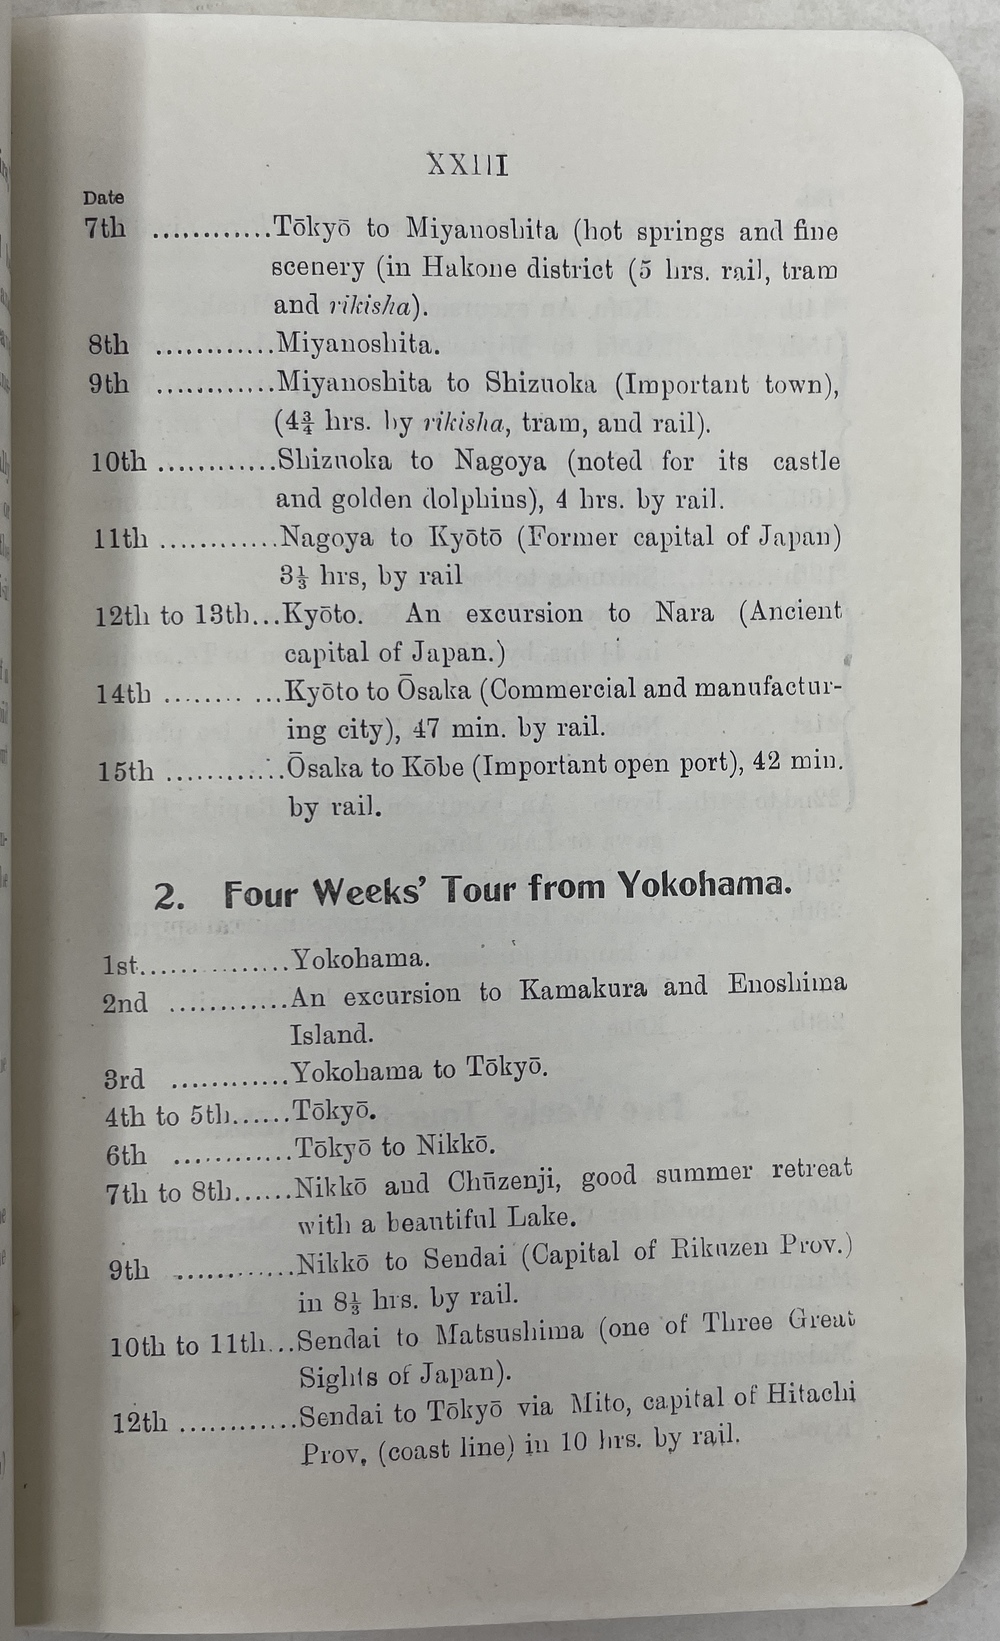 XXIII
Date
7th ............Tōkyō to Miyanoshita (hot springs and fine
scenery (in Hakone district (5 hrs. rail, tram
and rikisha).
8th ............Miyanoshita.
9th ............Miyanoshita to Shizuoka (Important town),
(4¾ hrs. by rikisha, tram, and rail).
10th ............Shizuoka to Nagoya (noted for its castle
and golden dolphins), 4 hrs. by rail.
11th ............Nagoya to Kyōtō (Former capital of Japan)
3⅓ hrs, by rail
12th to 13th...Kyōto. An excursion to Nara (Ancient
capital of Japan.)
14th ........ ...Kyōto to Ōsaka (Commercial and manufactur-
ing city), 47 min. by rail.
15th ............Ōsaka to Kōbe (Important open port), 42 min.
by rail.
2. Four Weeks' Tour from Yokohama.
1st...............Yokohama.
2nd ............An excursion to Kamakura and Enoshima
Island.
3rd ............Yokohama to Tōkyō.
4th to 5th......Tōkyō.
6th ............Tōkyō to Nikkō.
7th to 8th......Nikkō and Chūzenji, good summer retreat
with a beautiful Lake.
9th ............Nikkō to Sendai (Capital of Rikuzen Prov.)
in 8⅓ hrs. by rail.
10th to 11th...Sendai to Matsushima (one of Three Great
Sights of Japan).
12th ............Sendai to Tōkyō via Mito, capital of Hitachi
Prov. (coast line) in 10 hrs. by rail.